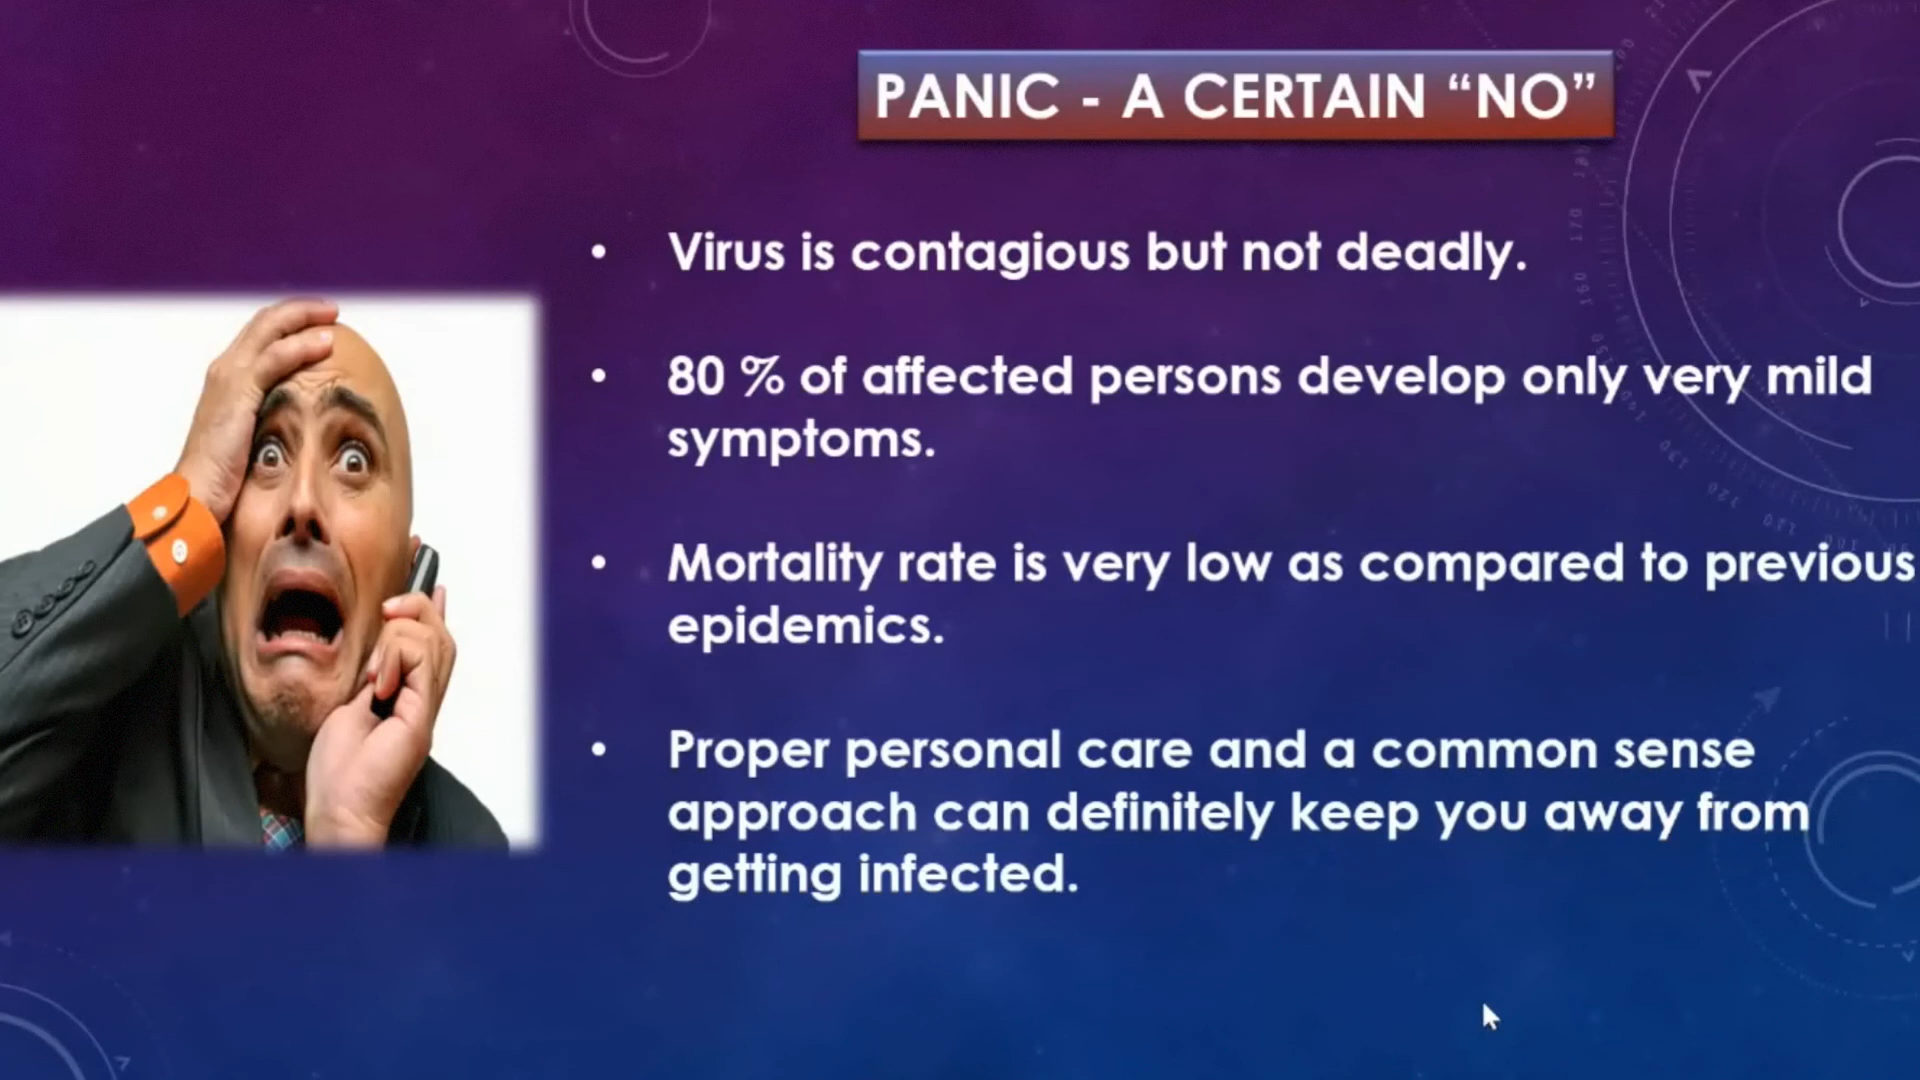 PANIC - A CERTAIN “NO”
• Virus is contagious but not deadly.
• 80 % of affected persons develop only very mild
symptoms.
• Mortality rate is very low as compared to previous
epidemics.
• Proper personal care and a common sense
approach can definitely keep you away from
getting infected.